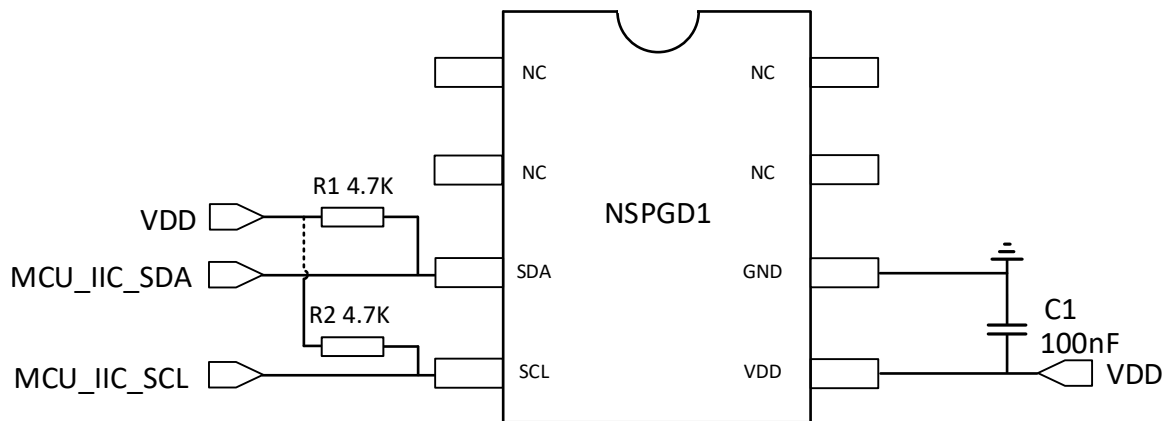 NC
NC
NC
NC
R1 4.7K
VDD
NSPGD1
MCU_IIC_SDA
SDA
GND
R2 4.7K
C1
100nF
MCU_IIC_SCL
SCL
VDD
VDD